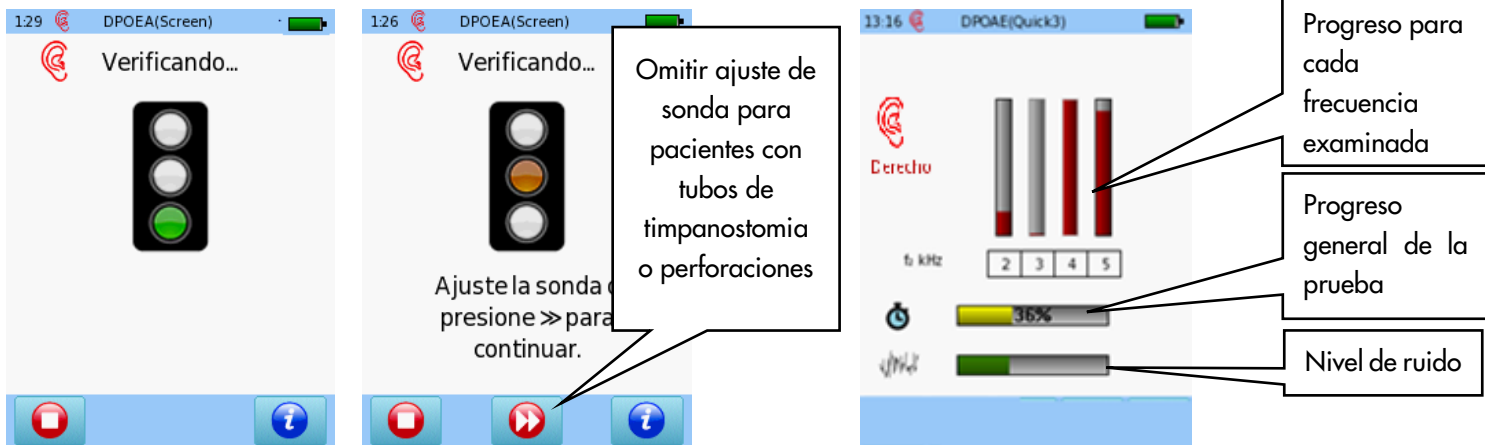 1:29 DPOEA(Screen)
Verificando...
1:26 DPOEA(Screen)
Verificando...
Ajuste la sonda
presione ≫ para
continuar.
Omitir ajuste de
sonda para
pacientes con
tubos de
timpanostomia
o perforaciones
13:16 DPOAE(Quick3)
Derecho
f₂ kHz
2 3 4 5
36%
Progreso para
cada
frecuencia
examinada
Progreso
general de la
prueba
Nivel de ruido